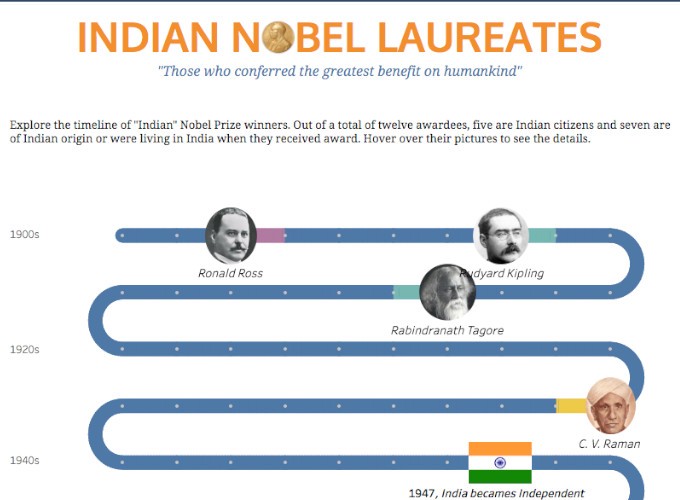 INDIAN NOBEL LAUREATES
"Those who conferred the greatest benefit on humankind"
Explore the timeline of "Indian" Nobel Prize winners. Out of a total of twelve awardees, five are Indian citizens and seven are
of Indian origin or were living in India when they received award. Hover over their pictures to see the details.
1900s
Ronald Ross
Rudyard Kipling
Rabindranath Tagore
1920s
C. V. Raman
1940s
1947, India becames Independent